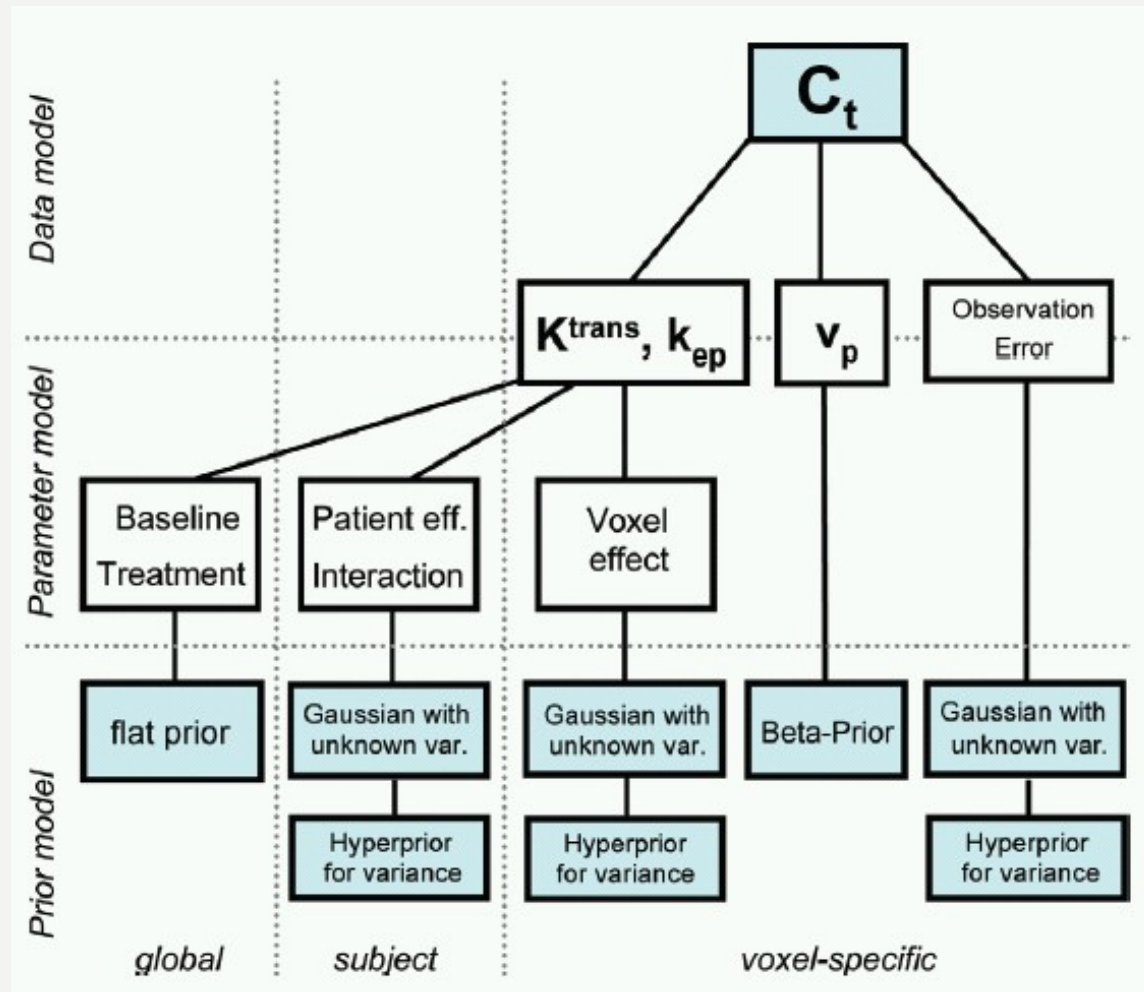 Data model
C_t
K^trans, k_ep
v_p
Observation
Error
Parameter model
Baseline
Treatment
Patient eff.
Interaction
Voxel
effect
Prior model
flat prior
Gaussian with
unknown var.
Gaussian with
unknown var.
Beta-Prior
Gaussian with
unknown var.
Hyperprior
for variance
Hyperprior
for variance
Hyperprior
for variance
global
subject
voxel-specific